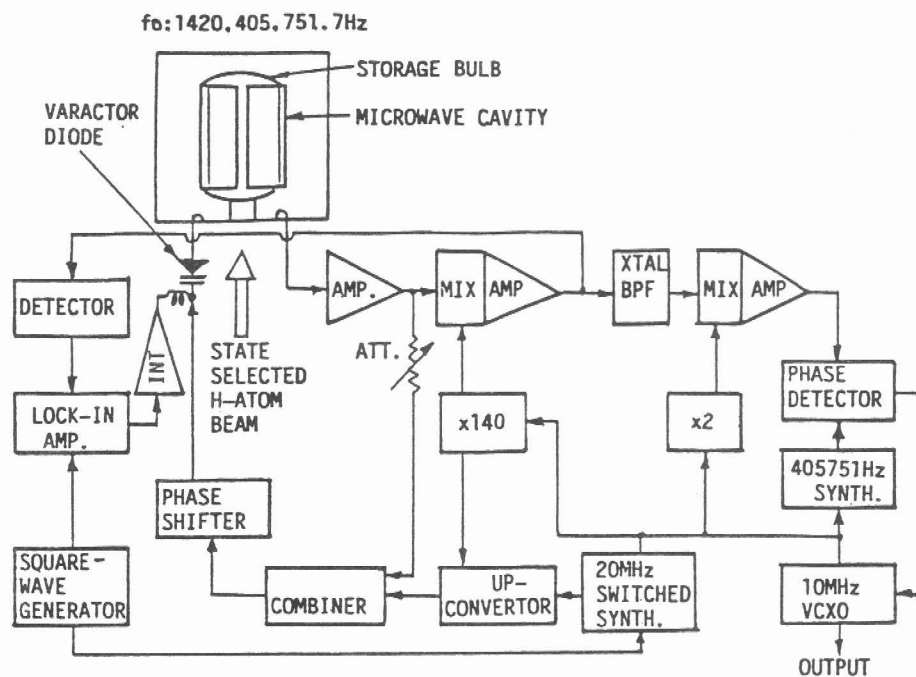 fo:1420,405,751.7Hz
STORAGE BULB
MICROWAVE CAVITY
VARACTOR
DIODE
DETECTOR
INT
LOCK-IN
AMP.
STATE
SELECTED
H-ATOM
BEAM
AMP.
ATT.
MIX
AMP
XTAL
BPF
MIX
AMP
x140
x2
PHASE
DETECTOR
405751Hz
SYNTH.
PHASE
SHIFTER
SQUARE-
WAVE
GENERATOR
COMBINER
UP-
CONVERTOR
20MHz
SWITCHED
SYNTH.
10MHz
VCXO
OUTPUT